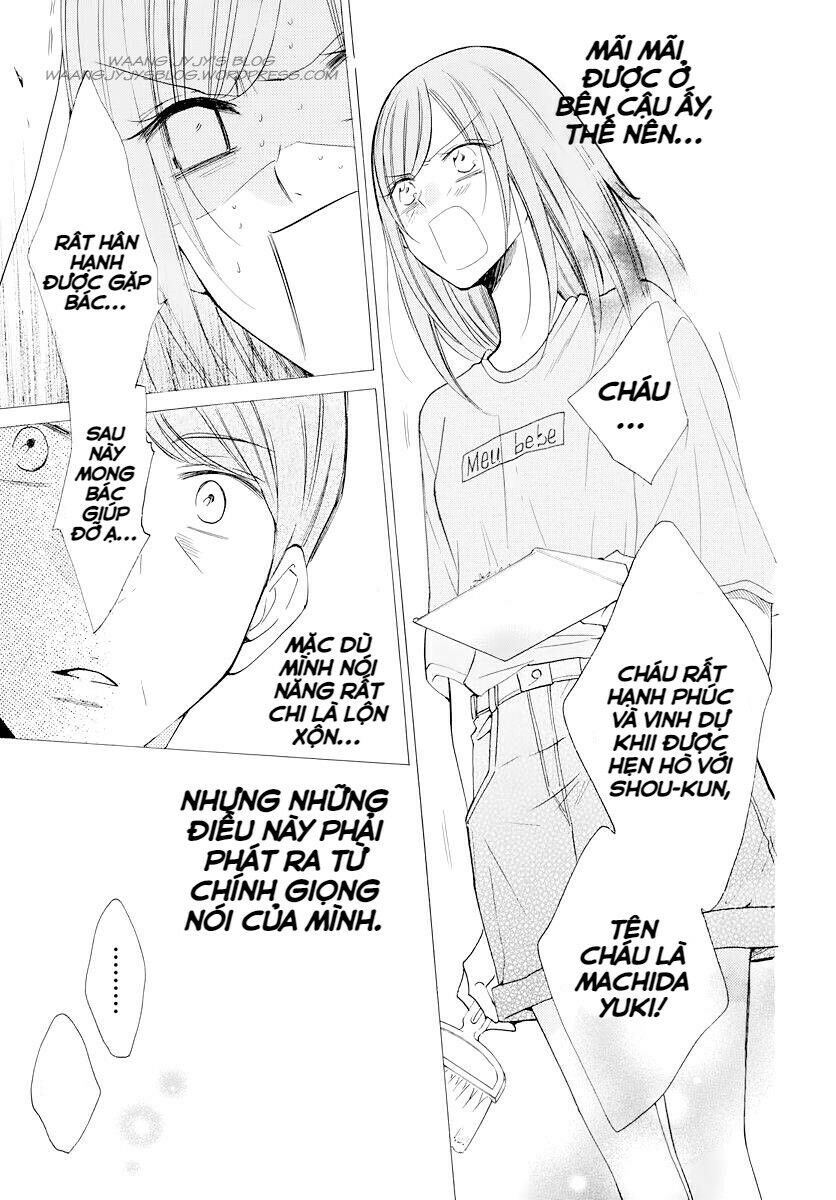 WAANG JYJY'S BLOG
WAANGJYJYSBLOG.WORDPRESS.COM
MÃI MÃI
ĐƯỢC Ở
BÊN CẬU ẤY,
THẾ NÊN...
CHÁU
...
Meu bebe
CHÁU RẤT
HẠNH PHÚC
VÀ VINH DỰ
KHII ĐƯỢC
HẸN HÒ VỚI
SHOU-KUN,
TÊN
CHÁU LÀ
MACHIDA
YUKI!
RẤT HÂN
HẠNH
ĐƯỢC GẶP
BÁC...
SAU
NÀY
MONG
BÁC
GIÚP
ĐỠ Ạ...
MẶC DÙ
MÌNH NÓI
NĂNG RẤT
CHI LÀ LỘN
XỘN...
NHƯNG NHỮNG
ĐIỀU NÀY PHẢI
PHÁT RA TỪ
CHÍNH GIỌNG
NÓI CỦA MÌNH.
.........